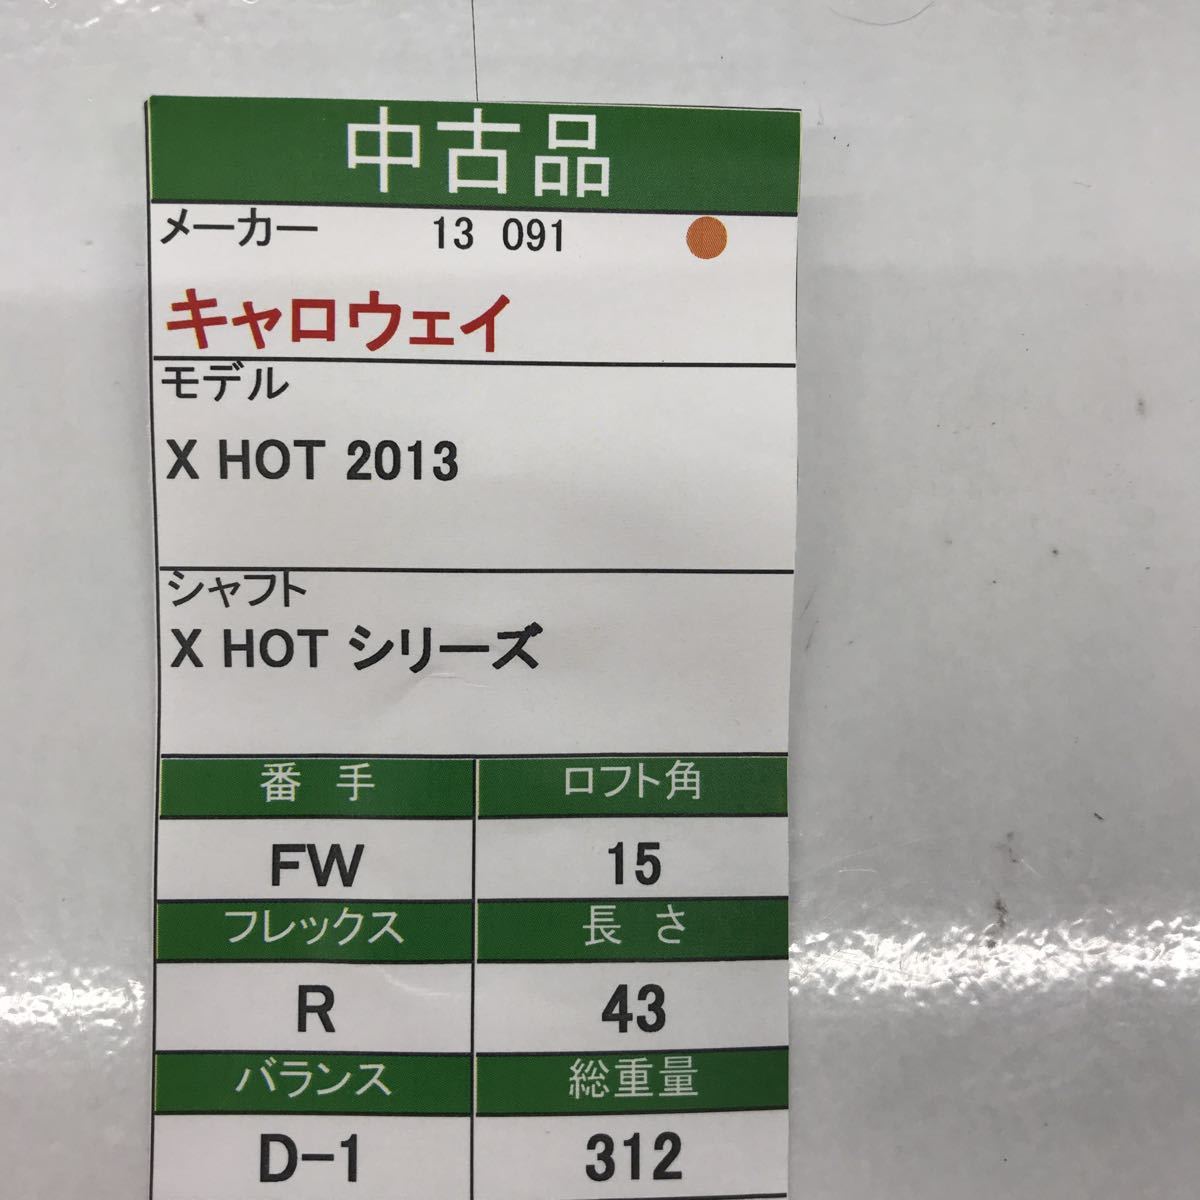 中古品
メーカー 13 091
キャロウェイ
モデル
X HOT 2013
シャフト
X HOT シリーズ
番手 ロフト角
FW 15
フレックス 長さ
R 43
バランス 総重量
D-1 312